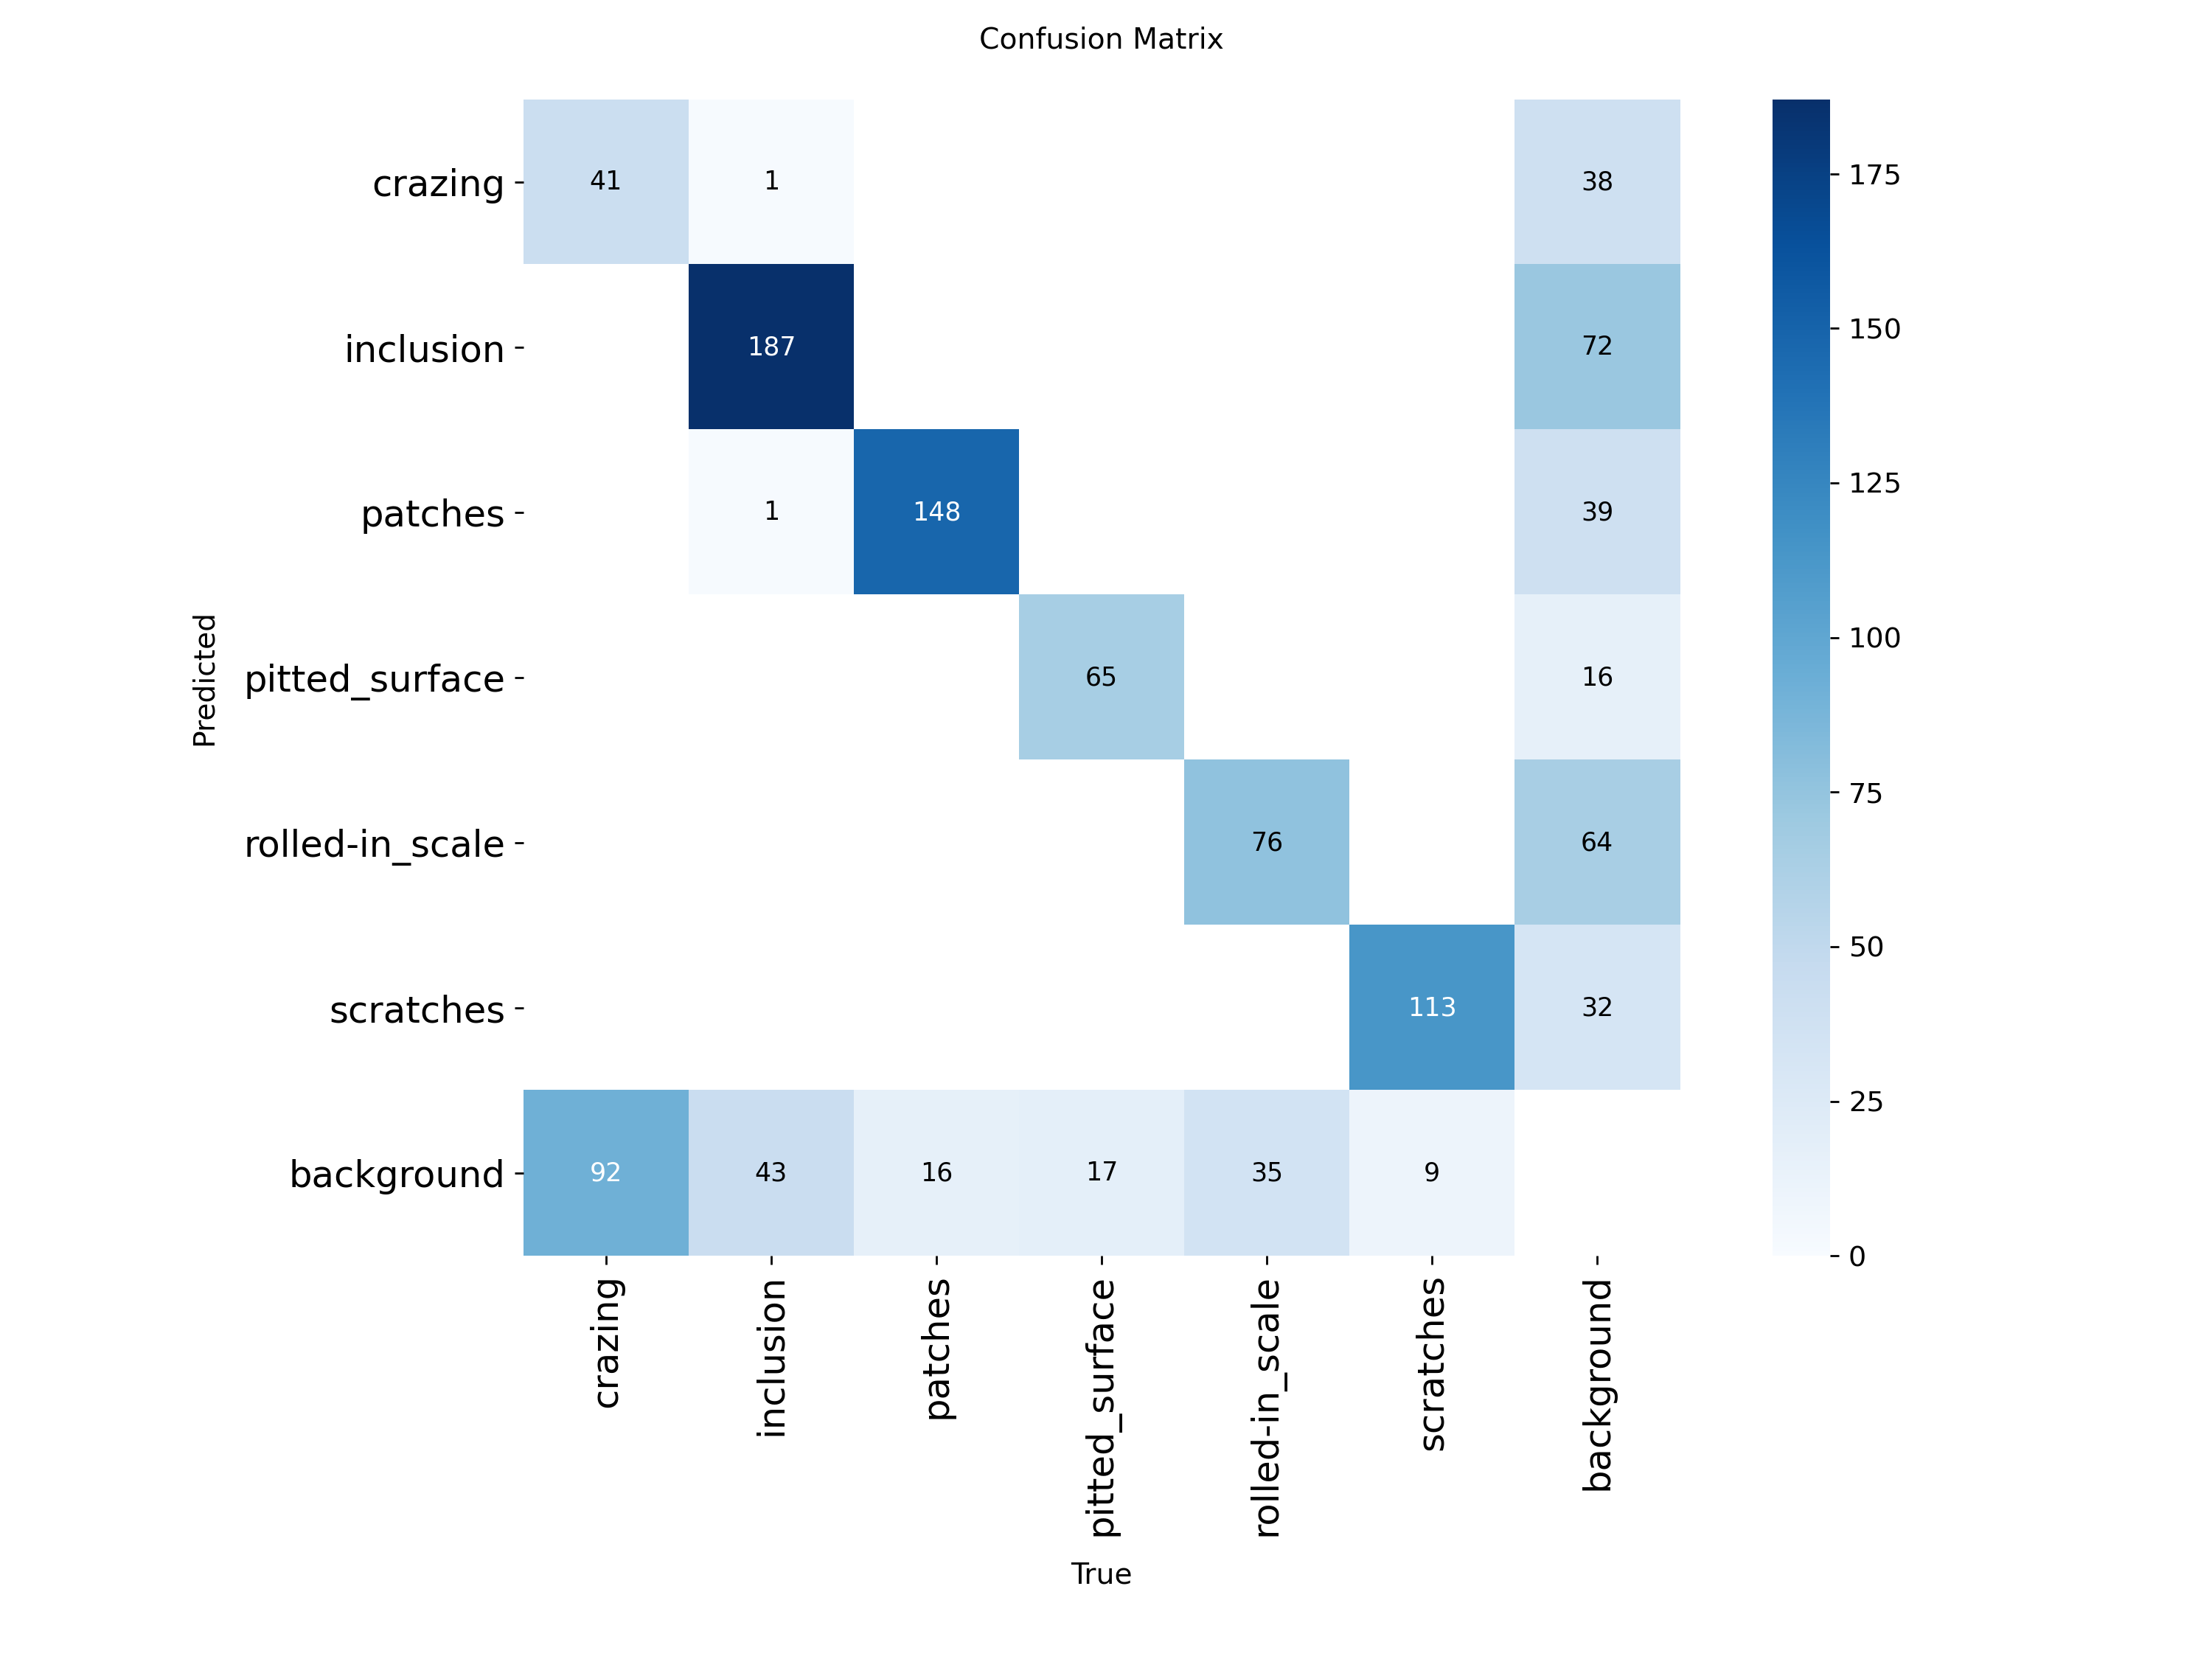 Confusion Matrix
crazing
41
1
38
175
inclusion
187
72
150
patches
1
148
39
125
100
Predicted
pitted_surface
65
16
75
rolled-in_scale
76
64
50
scratches
113
32
25
background
92
43
16
17
35
9
0
crazing
inclusion
patches
pitted_surface
rolled-in_scale
scratches
background
True